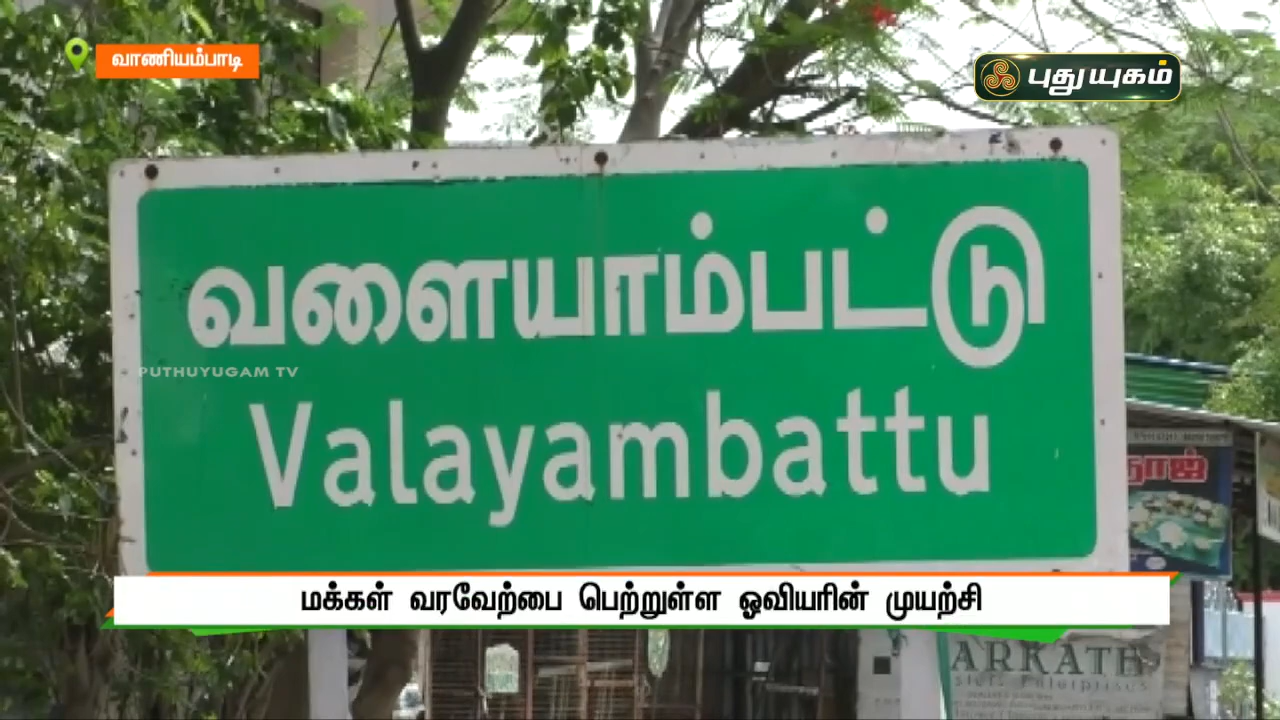 வாணியம்பாடி
புதுயுகம்
வளையாம்பட்டு
PUTHUYUGAM TV
Valayambattu
மக்கள் வரவேற்பை பெற்றுள்ள ஓவியரின் முயற்சி
ARKATH